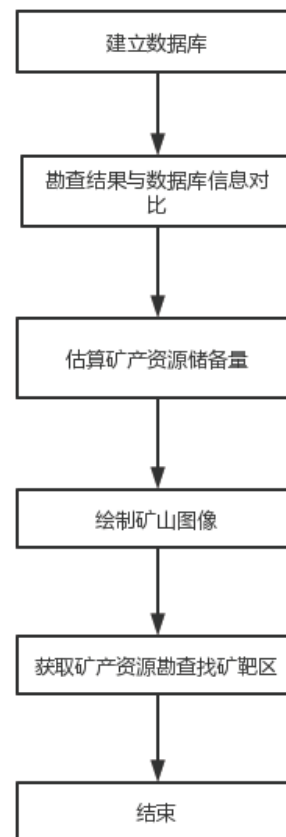 建立数据库
勘查结果与数据库信息对
比
估算矿产资源储备量
绘制矿山图像
获取矿产资源勘查找矿靶区
结束